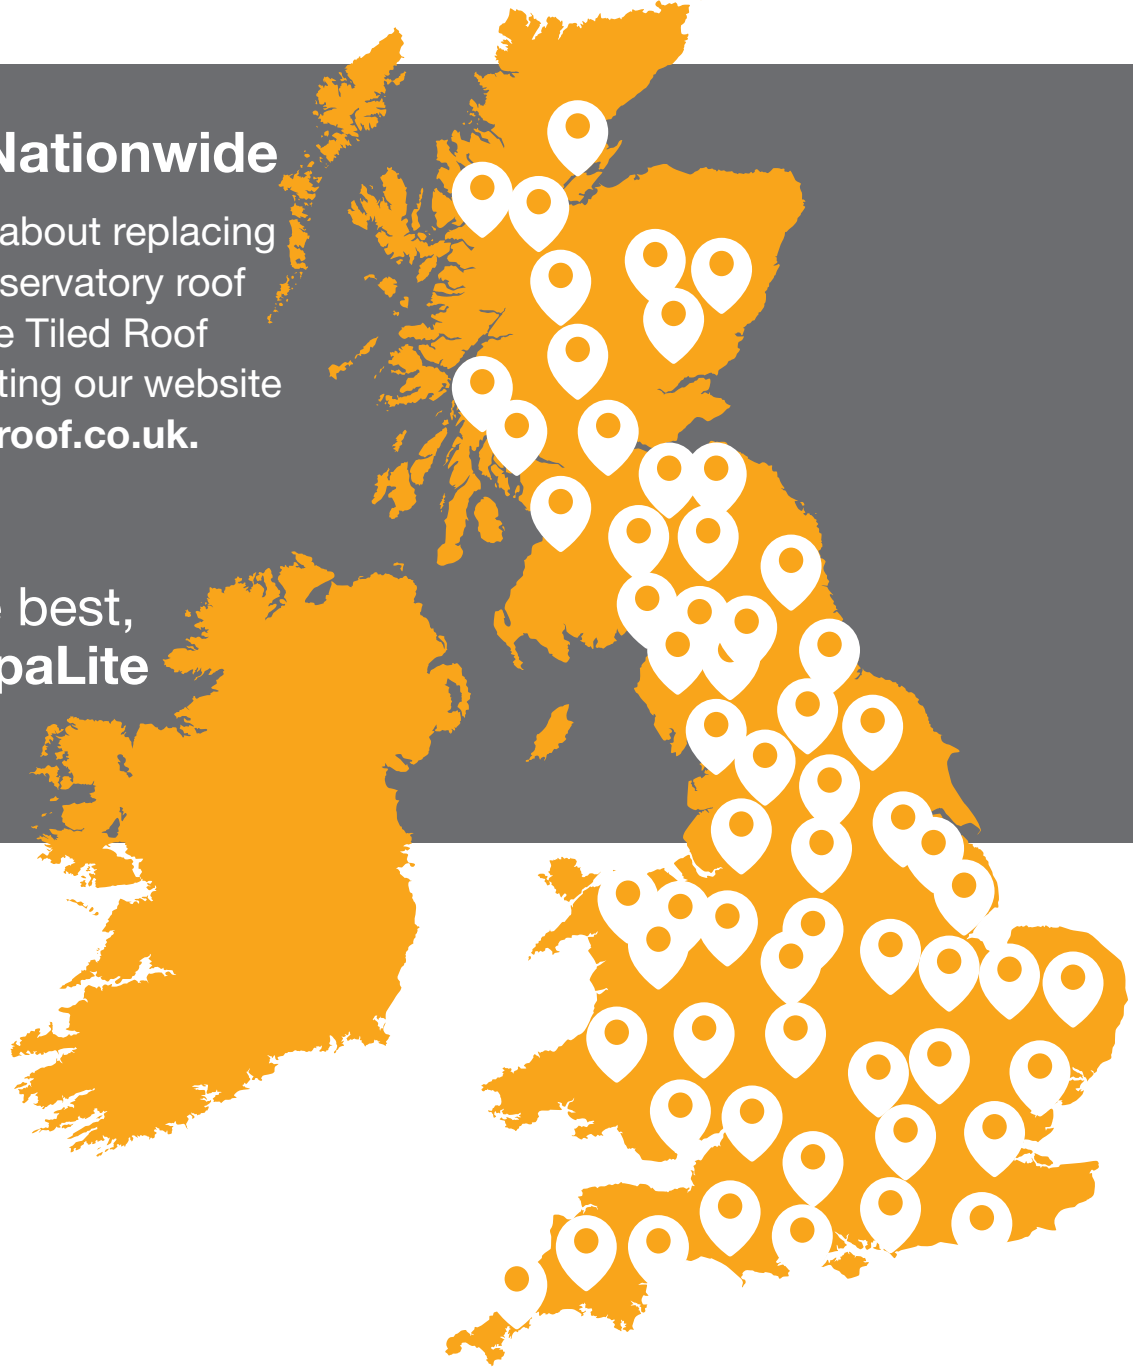 Nationwide
about replacing
servatory roof
e Tiled Roof
ting our website
roof.co.uk.
best,
paLite